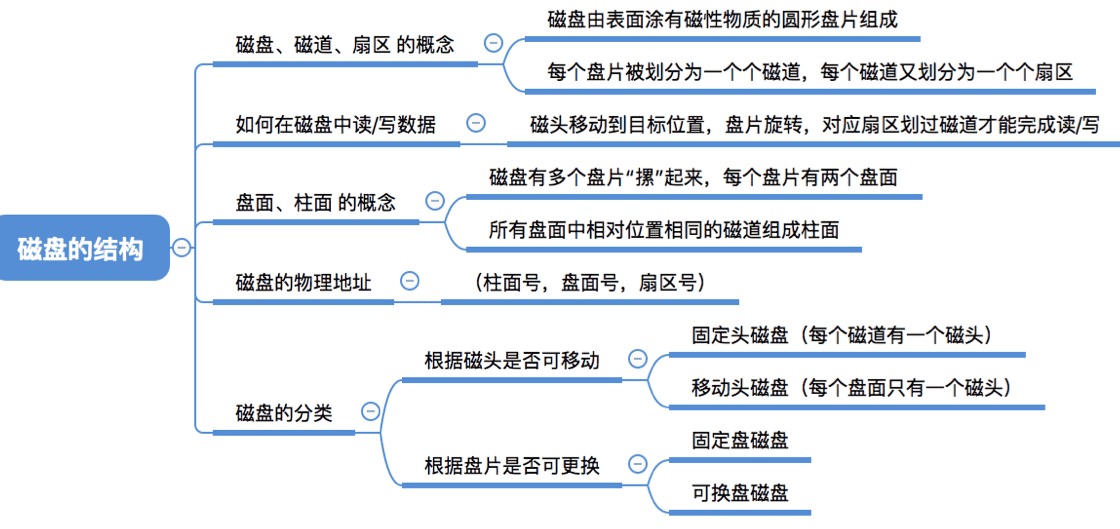 磁盘的结构
磁盘、磁道、扇区 的概念
磁盘由表面涂有磁性物质的圆形盘片组成
每个盘片被划分为一个个磁道，每个磁道又划分为一个个扇区
如何在磁盘中读/写数据
磁头移动到目标位置，盘片旋转，对应扇区划过磁道才能完成读/写
盘面、柱面 的概念
磁盘有多个盘片“摞”起来，每个盘片有两个盘面
所有盘面中相对位置相同的磁道组成柱面
磁盘的物理地址
（柱面号，盘面号，扇区号）
磁盘的分类
根据磁头是否可移动
固定头磁盘（每个磁道有一个磁头）
移动头磁盘（每个盘面只有一个磁头）
根据盘片是否可更换
固定盘磁盘
可换盘磁盘